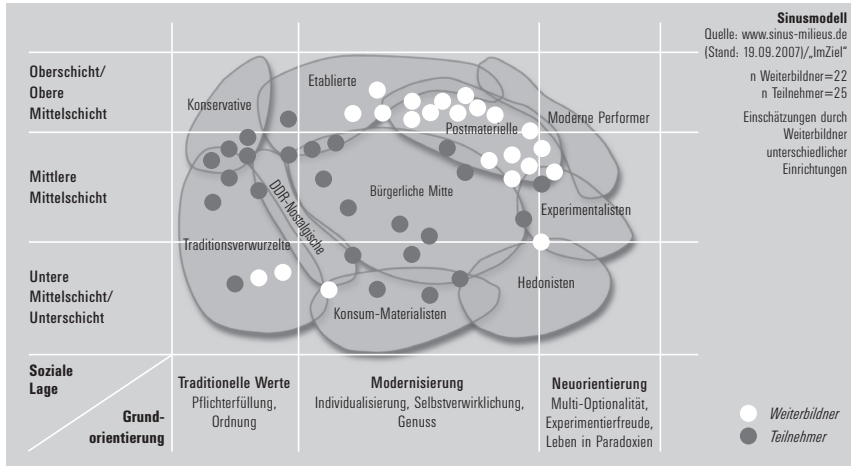 Sinusmodell
Quelle: www.sinus-milieus.de
(Stand: 19.09.2007)/„ImZiel“
n Weiterbildner=22
n Teilnehmer=25
Einschätzungen durch
Weiterbildner
unterschiedlicher
Einrichtungen
Oberschicht/
Obere
Mittelschicht
Mittlere
Mittelschicht
Untere
Mittelschicht/
Unterschicht
Konservative
Etablierte
Postmaterielle
Moderne Performer
Bürgerliche Mitte
DDR-Nostalgische
Experimentalisten
Traditionsverwurzelte
Hedonisten
Konsum-Materialisten
Soziale
Lage
Grund-
orientierung
Traditionelle Werte
Pflichterfüllung,
Ordnung
Modernisierung
Individualisierung, Selbstverwirklichung,
Genuss
Neuorientierung
Multi-Optionalität,
Experimentierfreude,
Leben in Paradoxien
Weiterbildner
Teilnehmer